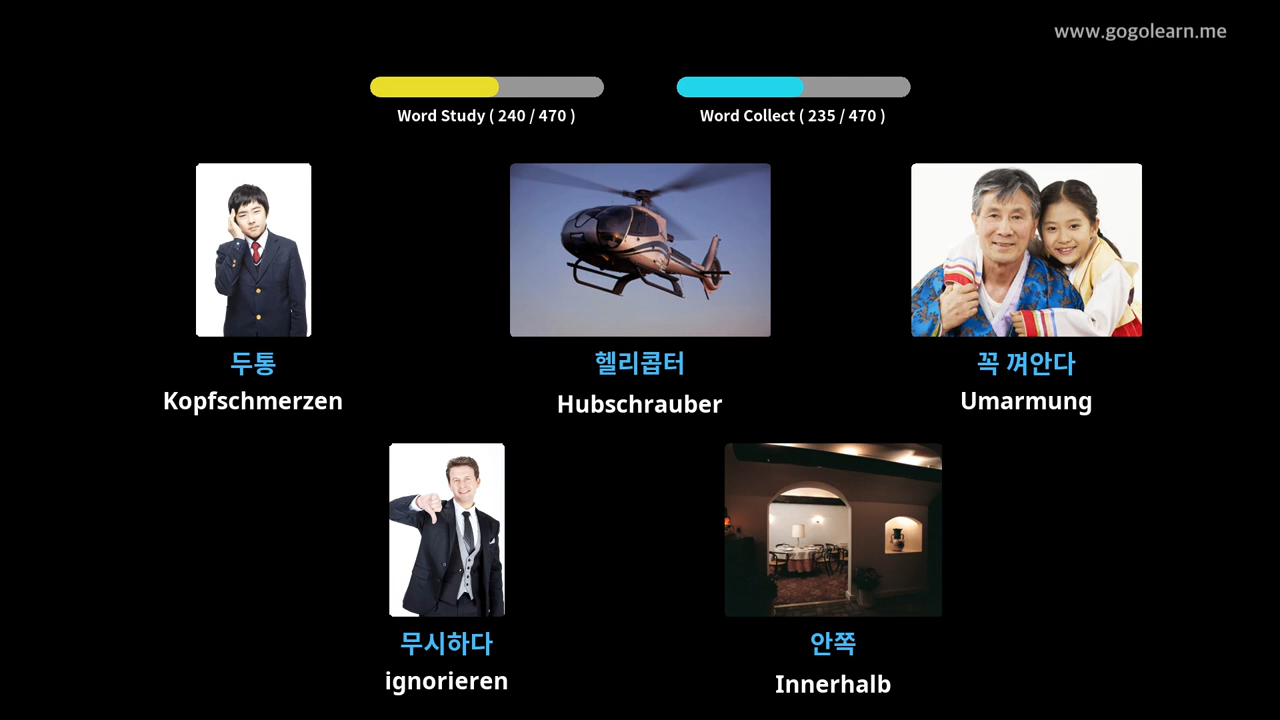 www.gogolearn.me
Word Study ( 240 / 470 )
Word Collect ( 235 / 470 )
두통
헬리콥터
꼭 껴안다
Kopfschmerzen
Hubschrauber
Umarmung
무시하다
안쪽
ignorieren
Innerhalb